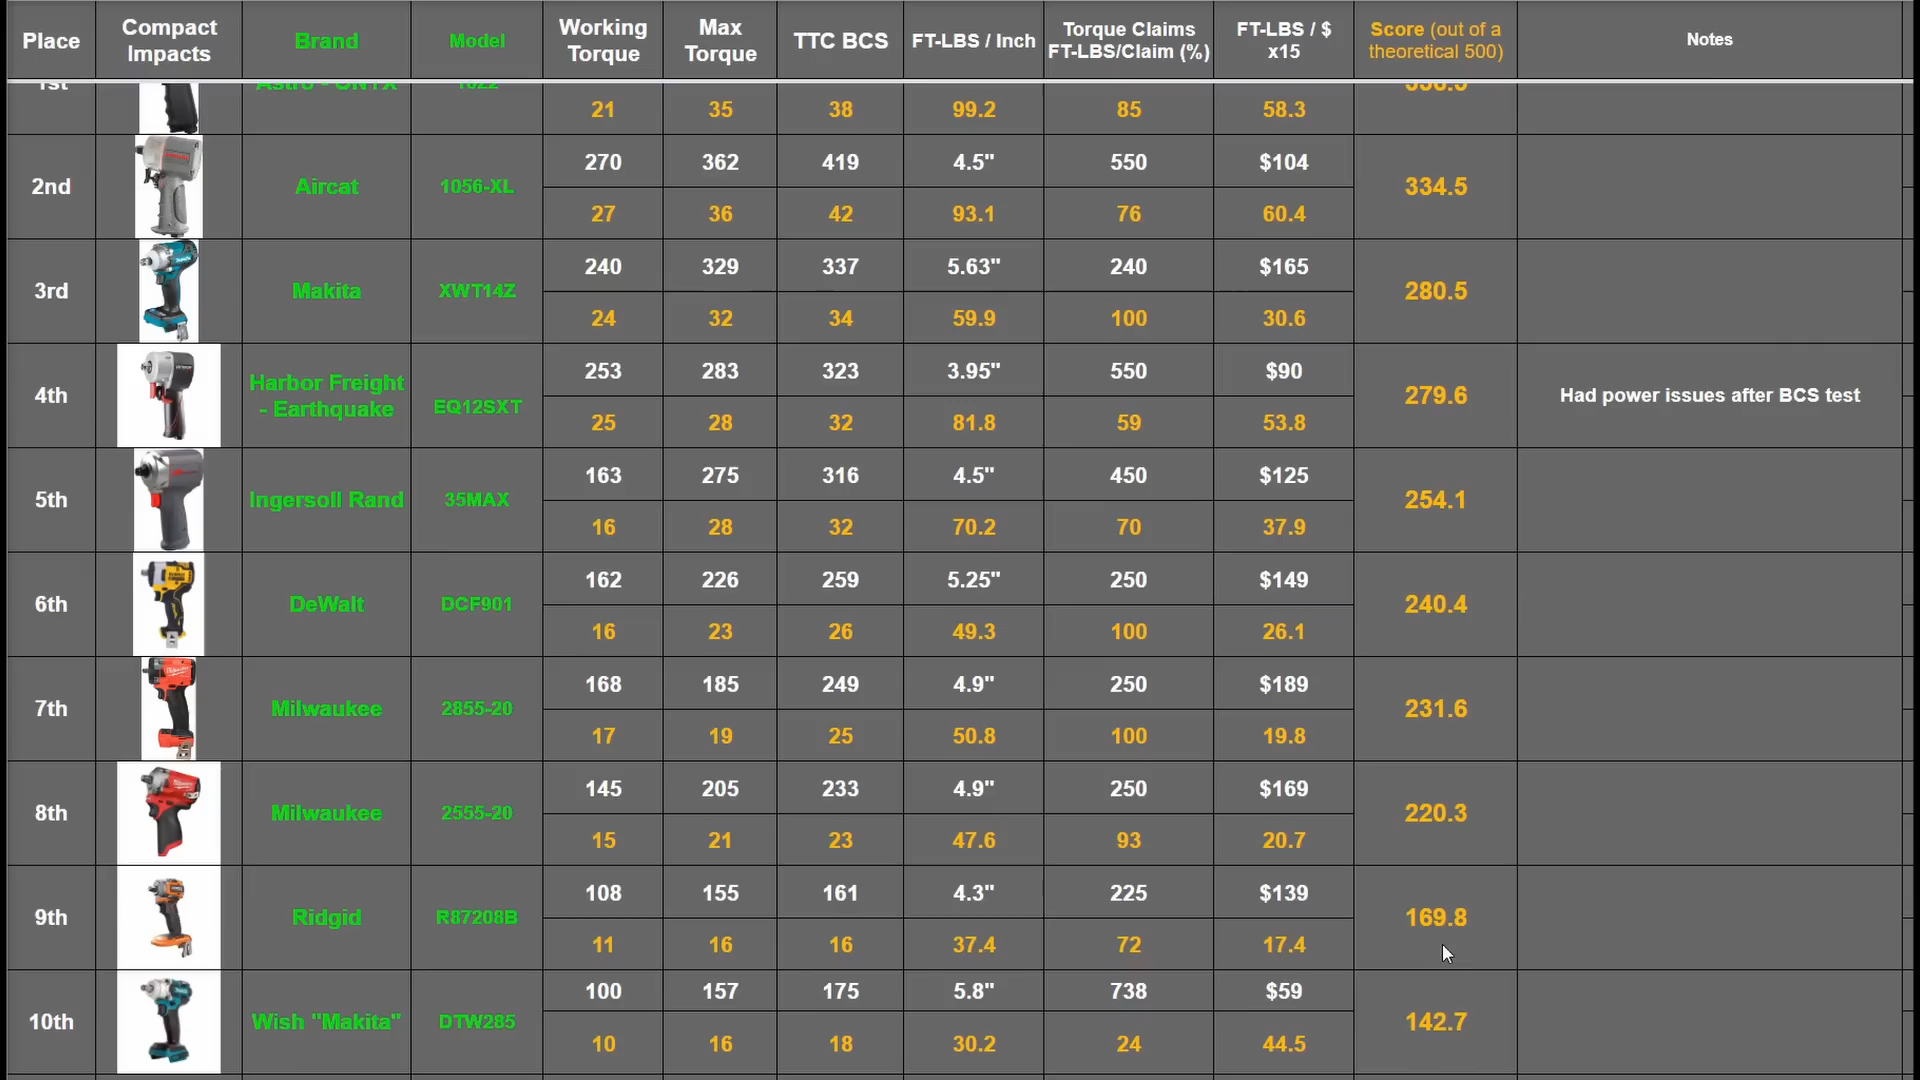 Place
Compact Impacts
Brand
Model
Working Torque
Max Torque
TTC BCS
FT-LBS / Inch
Torque Claims FT-LBS/Claim (%)
FT-LBS / $ x15
Score (out of a theoretical 500)
Notes
1st
Astro - ONYX
1822
336.5
21 35 38 99.2 85 58.3
2nd
Aircat
1056-XL
270 362 419 4.5" 550 $104
27 36 42 93.1 76 60.4
334.5
3rd
Makita
XWT14Z
240 329 337 5.63" 240 $165
24 32 34 59.9 100 30.6
280.5
4th
Harbor Freight
- Earthquake
EQ12SXT
253 283 323 3.95" 550 $90
25 28 32 81.8 59 53.8
279.6
Had power issues after BCS test
5th
Ingersoll Rand
35MAX
163 275 316 4.5" 450 $125
16 28 32 70.2 70 37.9
254.1
6th
DeWalt
DCF901
162 226 259 5.25" 250 $149
16 23 26 49.3 100 26.1
240.4
7th
Milwaukee
2855-20
168 185 249 4.9" 250 $189
17 19 25 50.8 100 19.8
231.6
8th
Milwaukee
2555-20
145 205 233 4.9" 250 $169
15 21 23 47.6 93 20.7
220.3
9th
Ridgid
R87208B
108 155 161 4.3" 225 $139
11 16 16 37.4 72 17.4
169.8
10th
Wish "Makita"
DTW285
100 157 175 5.8" 738 $59
10 16 18 30.2 24 44.5
142.7